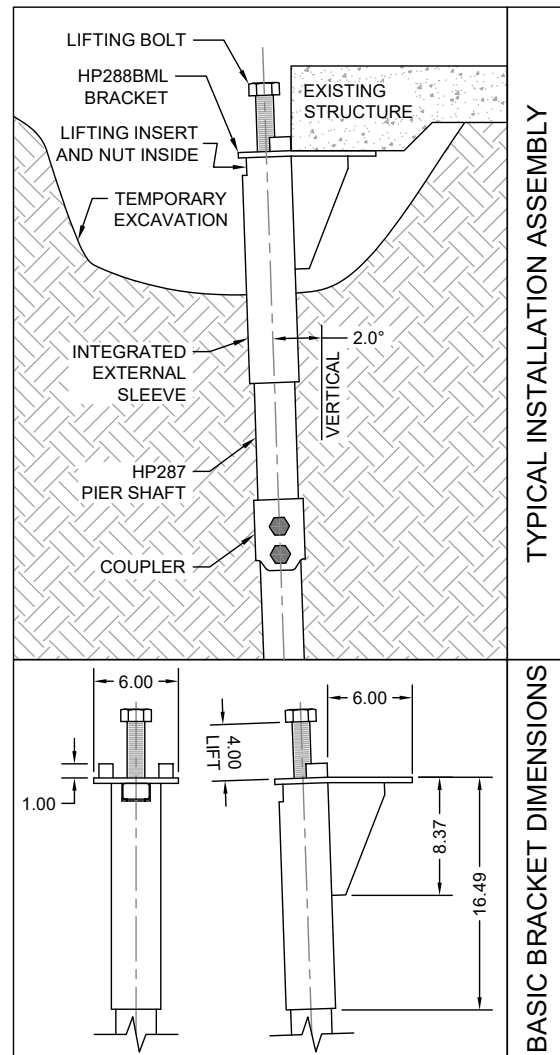 LIFTING BOLT
HP288BML
BRACKET
LIFTING INSERT
AND NUT INSIDE
TEMPORARY
EXCAVATION
EXISTING
STRUCTURE
INTEGRATED
EXTERNAL
SLEEVE
2.0°
VERTICAL
HP287
PIER SHAFT
COUPLER
TYPICAL INSTALLATION ASSEMBLY
6.00
1.00
4.00
LIFT
6.00
8.37
16.49
BASIC BRACKET DIMENSIONS